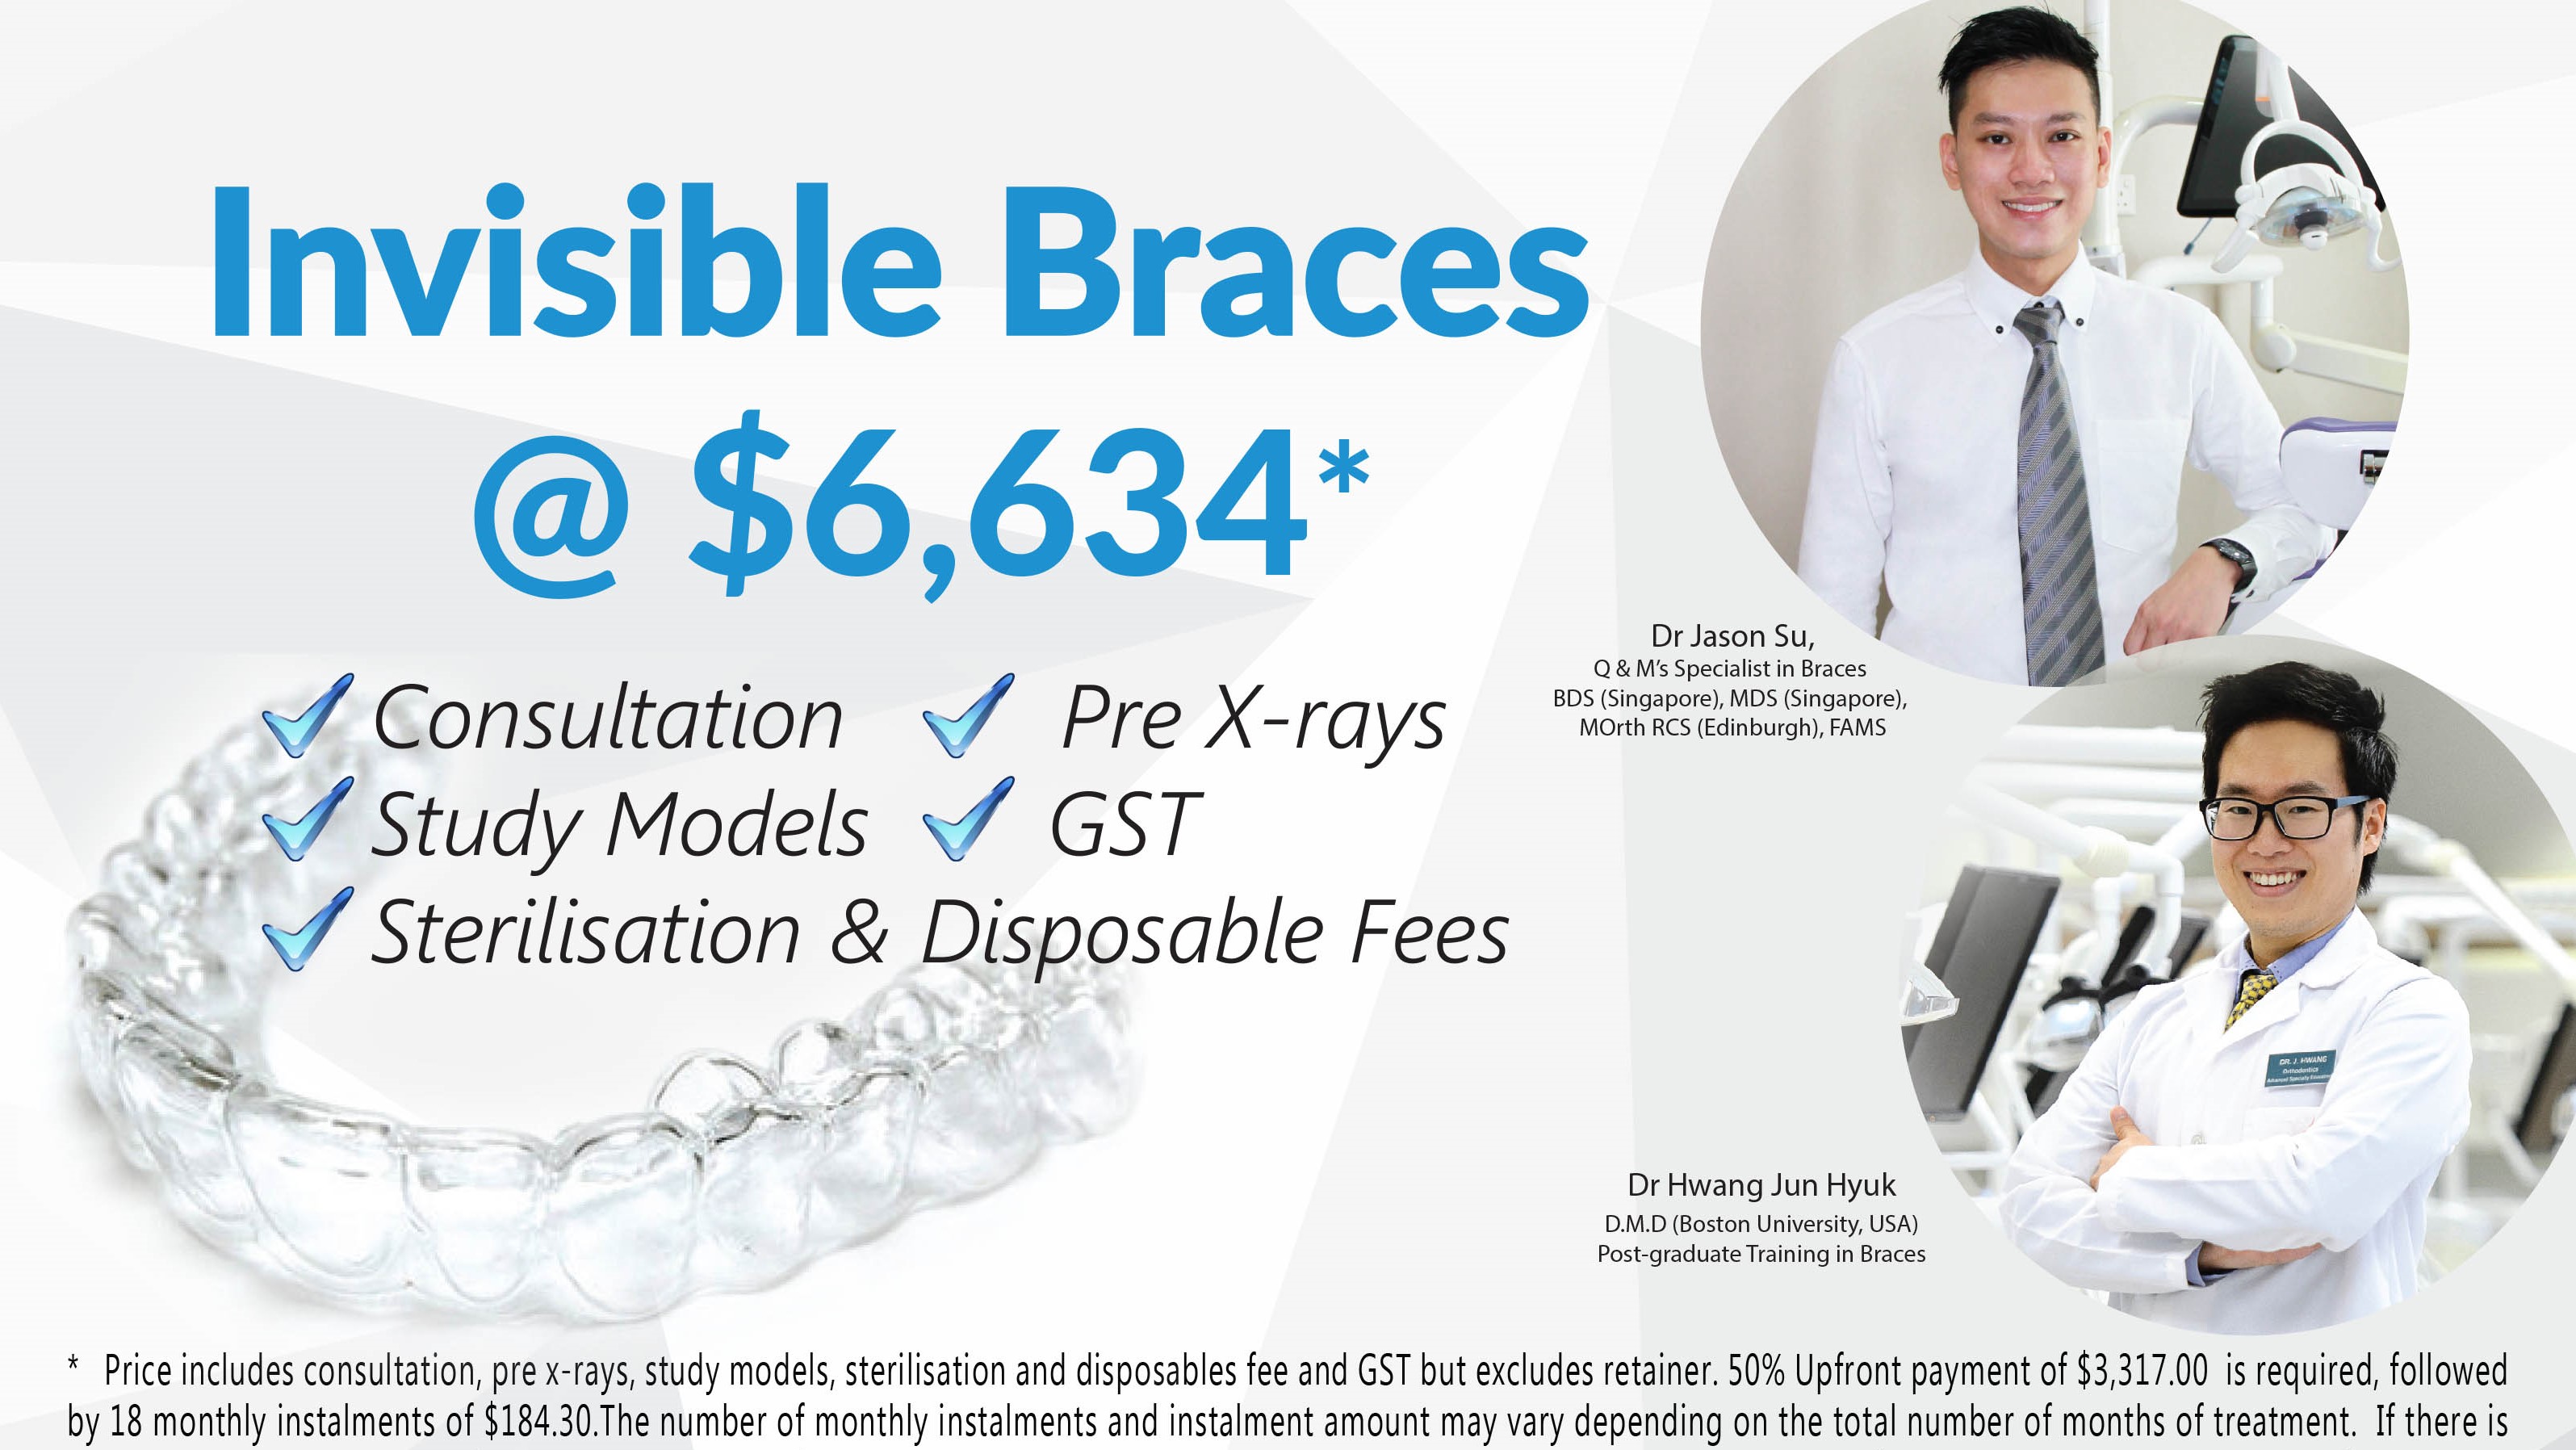 Invisible Braces
@ $6,634*
Consultation
Pre X-rays
Study Models
GST
Sterilisation & Disposable Fees
Dr Jason Su,
Q & M’s Specialist in Braces
BDS (Singapore), MDS (Singapore),
MOrth RCS (Edinburgh), FAMS
DR. J. HWANG
Orthodontics
Advanced Specialty
Dr Hwang Jun Hyuk
D.M.D (Boston University, USA)
Post-graduate Training in Braces
* Price includes consultation, pre x-rays, study models, sterilisation and disposables fee and GST but excludes retainer. 50% Upfront payment of $3,317.00 is required, followed
by 18 monthly instalments of $184.30.The number of monthly instalments and instalment amount may vary depending on the total number of months of treatment. If there is